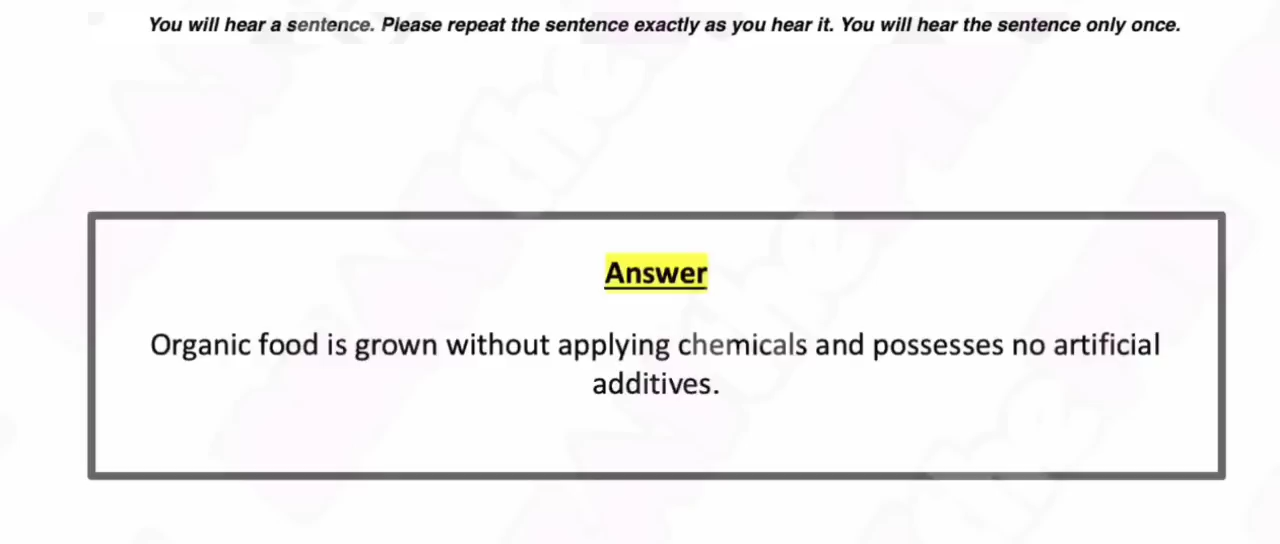 You will hear a sentence. Please repeat the sentence exactly as you hear it. You will hear the sentence only once.
Answer
Organic food is grown without applying chemicals and possesses no artificial
additives.